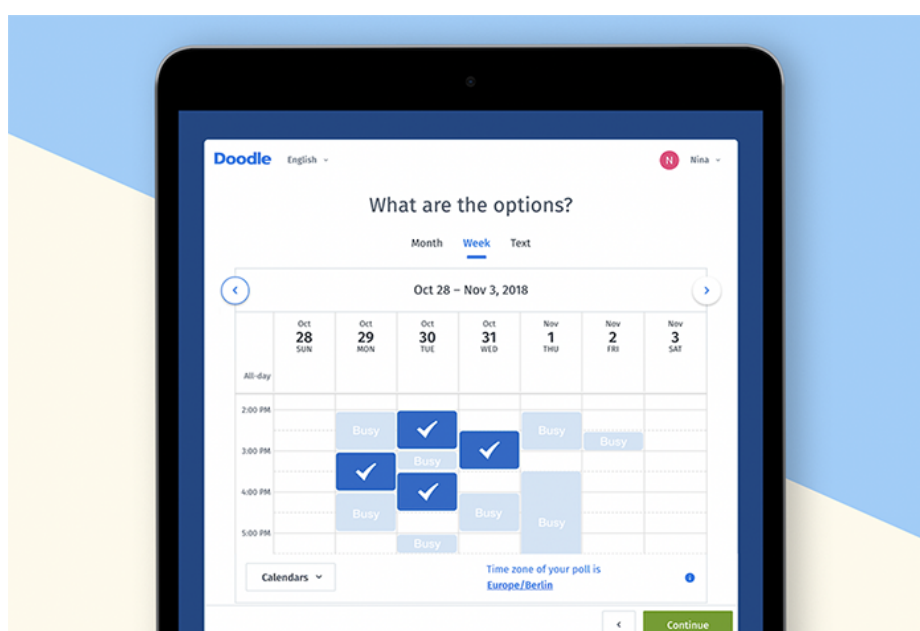 Doodle English
N Nina
What are the options?
Month Week Text
Oct 28 – Nov 3, 2018
Oct Oct Oct Oct Nov Nov Nov
28 29 30 31 1 2 3
SUN MON TUE WED THU FRI SAT
All-day
2:00 PM
Busy Busy
Busy
3:00 PM
Busy
4:00 PM
Busy Busy
Busy
5:00 PM
Busy
Calendars
Time zone of your poll is
Europe/Berlin
Continue